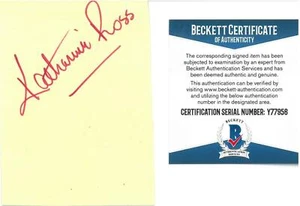 Katharine Ross
BECKETT CERTIFICATE
OF AUTHENTICITY
The corresponding signed item has been
subjected to examination by an expert from
Beckett Authentication Services and has
been deemed authentic and genuine.
This authentication can be verified by
visiting www.beckett-authentication.com
and utilizing the below alphanumeric number
in the designated area.
CERTIFICATION SERIAL NUMBER: Y77858
B